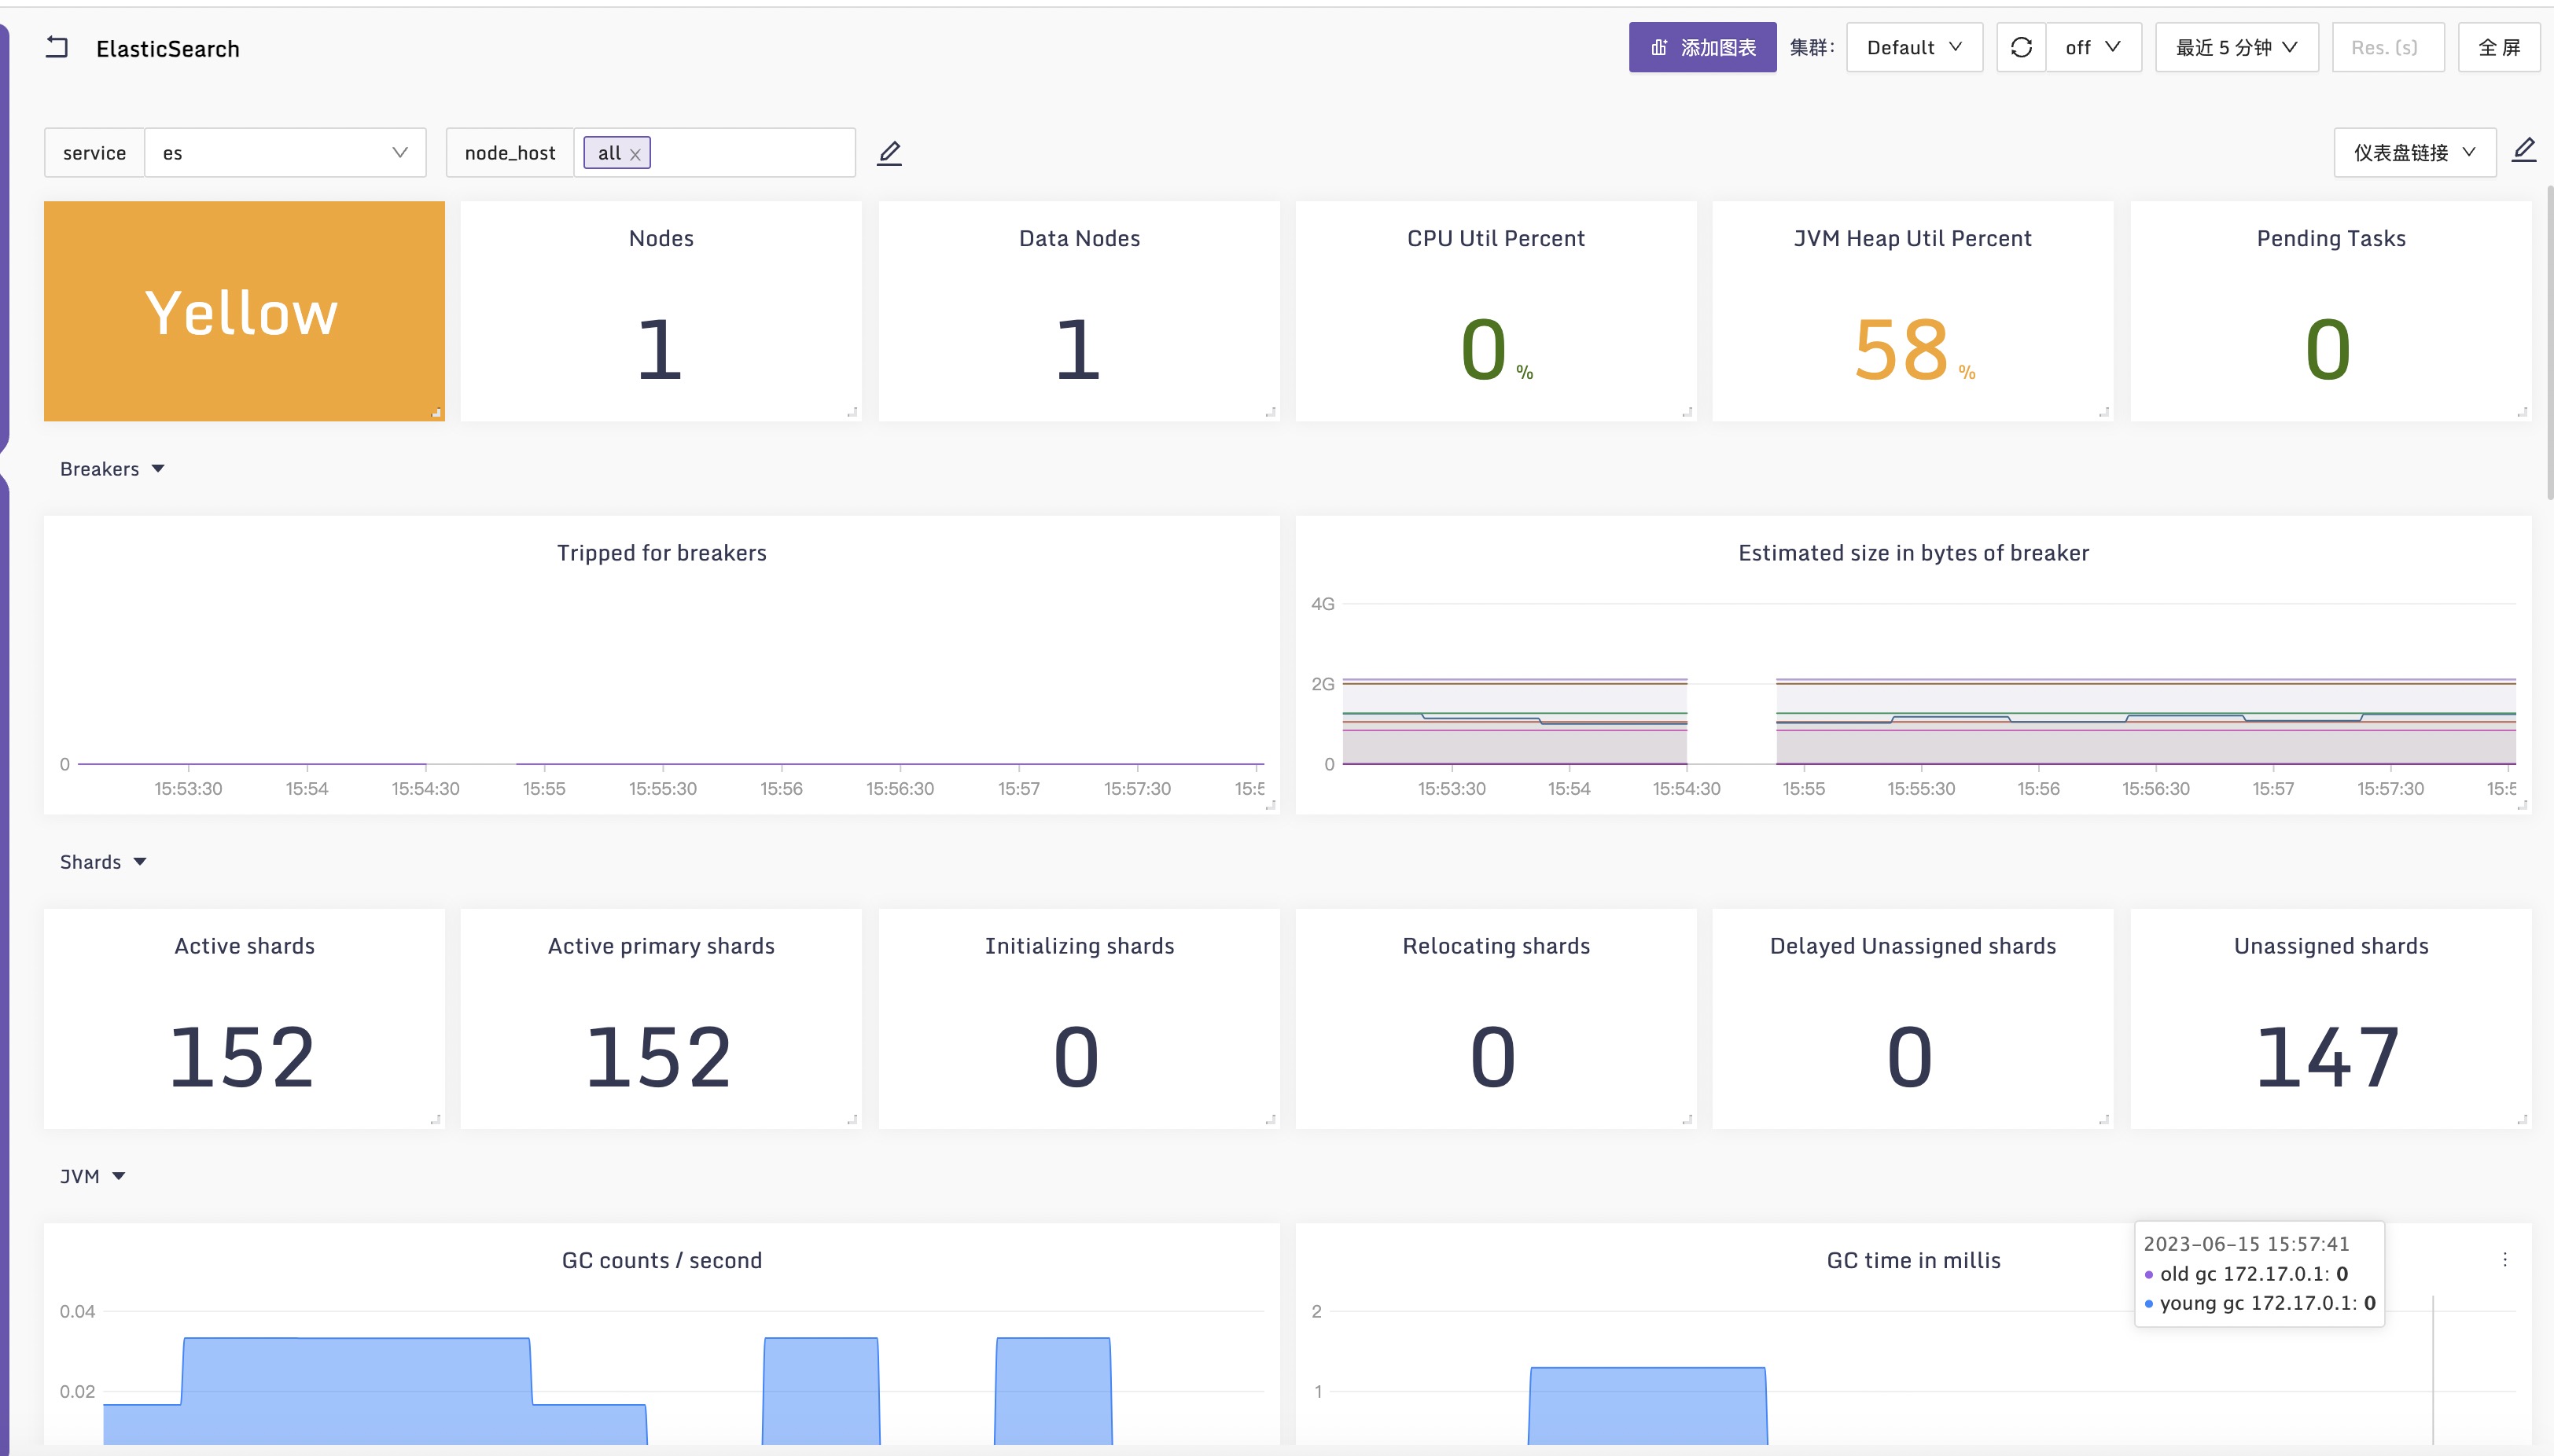 ElasticSearch
添加图表 集群: Default off 最近 5 分钟 Res. (s) 全 屏
service es node_host all 仪表盘链接
Yellow
Nodes
1
Data Nodes
1
CPU Util Percent
0 %
JVM Heap Util Percent
58 %
Pending Tasks
0
Breakers
Tripped for breakers
0
15:53:30 15:54 15:54:30 15:55 15:55:30 15:56 15:56:30 15:57 15:57:30
Estimated size in bytes of breaker
4G
2G
0
15:53:30 15:54 15:54:30 15:55 15:55:30 15:56 15:56:30 15:57 15:57:30
Shards
Active shards
152
Active primary shards
152
Initializing shards
0
Relocating shards
0
Delayed Unassigned shards
0
Unassigned shards
147
JVM
GC counts / second
0.04
0.02
GC time in millis
2
1
2023-06-15 15:57:41
old gc 172.17.0.1: 0
young gc 172.17.0.1: 0